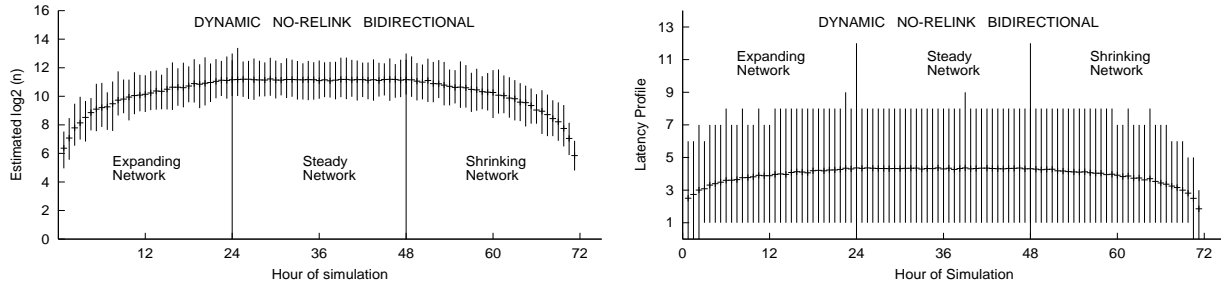 DYNAMIC NO-RELINK BIDIRECTIONAL
Estimated log2 (n)
16
14
12
10
8
6
4
2
0
Expanding
Network
Steady
Network
Shrinking
Network
12 24 36 48 60 72
Hour of simulation
DYNAMIC NO-RELINK BIDIRECTIONAL
Latency Profile
13
11
9
7
5
3
1
Expanding
Network
Steady
Network
Shrinking
Network
0 12 24 36 48 60 72
Hour of Simulation